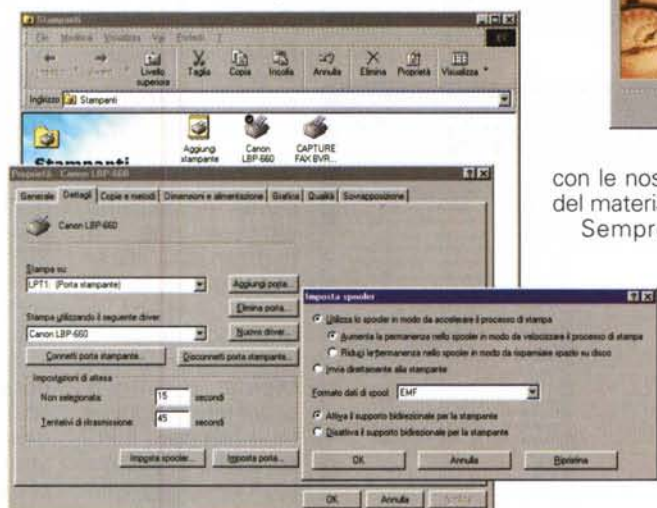 Stampanti
File Modifica Visualizza Vai Preferiti ?
Livello superiore Taglia Copia Incolla Annulla Elimina Proprietà Visualizza
Indirizzo Stampanti
Stampanti
Aggiungi stampante
Canon LBP-660
CAPTURE FAX BVR...
Proprietà - Canon LBP-660
Generale Dettagli Copie e metodi Dimensioni e alimentazione Grafica Qualità Sovrapposizione
Canon LBP-660
Stampa su:
LPT1: (Porta stampante)
Aggiungi porta...
Elimina porta...
Stampa utilizzando il seguente driver:
Canon LBP-660
Nuovo driver...
Connetti porta stampante...
Disconnetti porta stampante...
Impostazioni di attesa
Non selezionata: 15 secondi
Tentativi di ritrasmissione: 45 secondi
Imposta spooler...
Imposta porta...
OK Annulla
Imposta spooler
Utilizza lo spooler in modo da accelerare il processo di stampa
Aumenta la permanenza nello spooler in modo da velocizzare il processo di stampa
Riduci la permanenza nello spooler in modo da risparmiare spazio su disco
Invia direttamente alla stampante
Formato dati di spool: EMF
Attiva il supporto bidirezionale per la stampante
Disattiva il supporto bidirezionale per la stampante
OK Annulla Ripristina
con le nos
del materia
Sempre